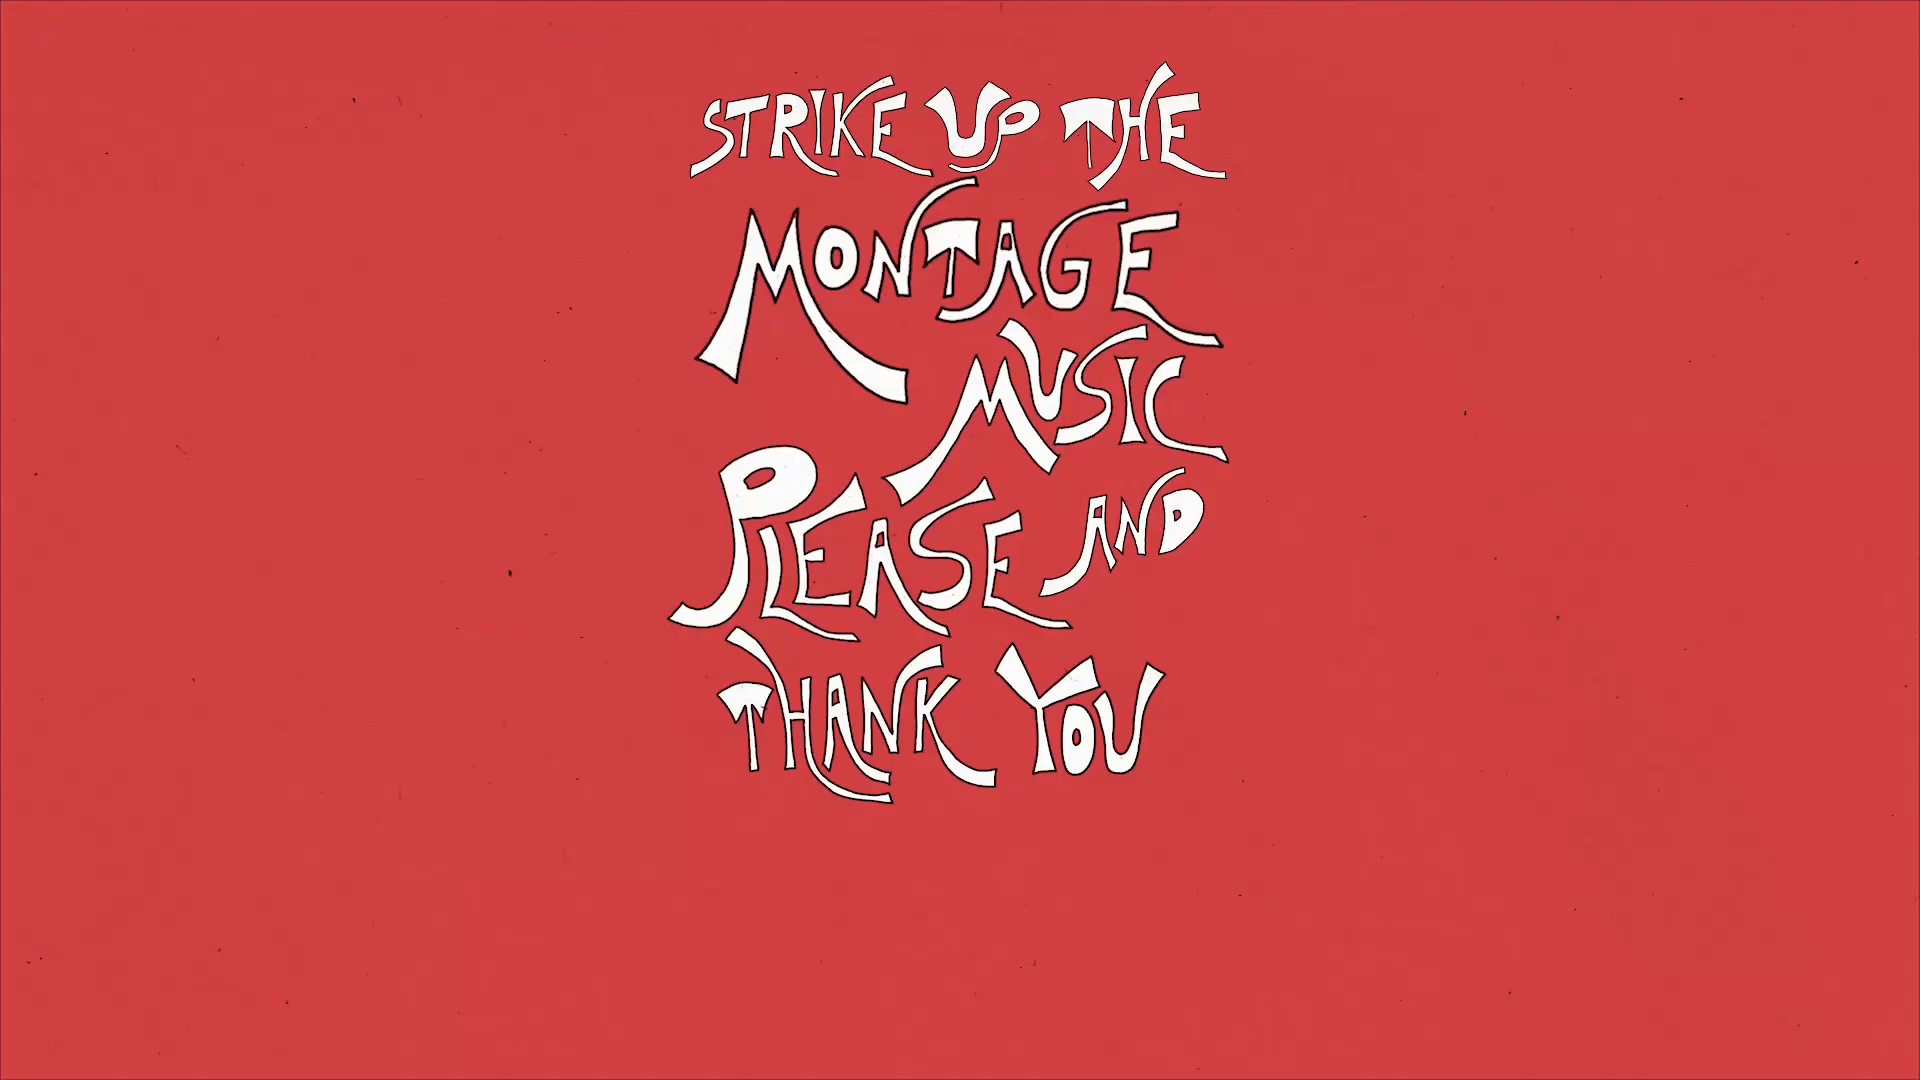 STRIKE UP THE
MONTAGE
MUSIC
PLEASE AND
THANK YOU